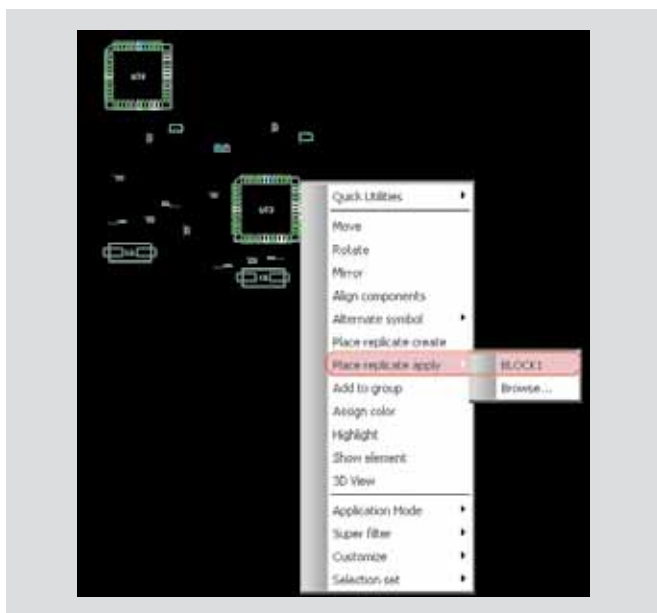 Quick Utilities
Move
Rotate
Mirror
Align components
Alternate symbol
Place replicate create
Place replicate apply
BLOCK1
Add to group
Browse...
Assign color
Highlight
Show element
3D View
Application Mode
Super filter
Customize
Selection set